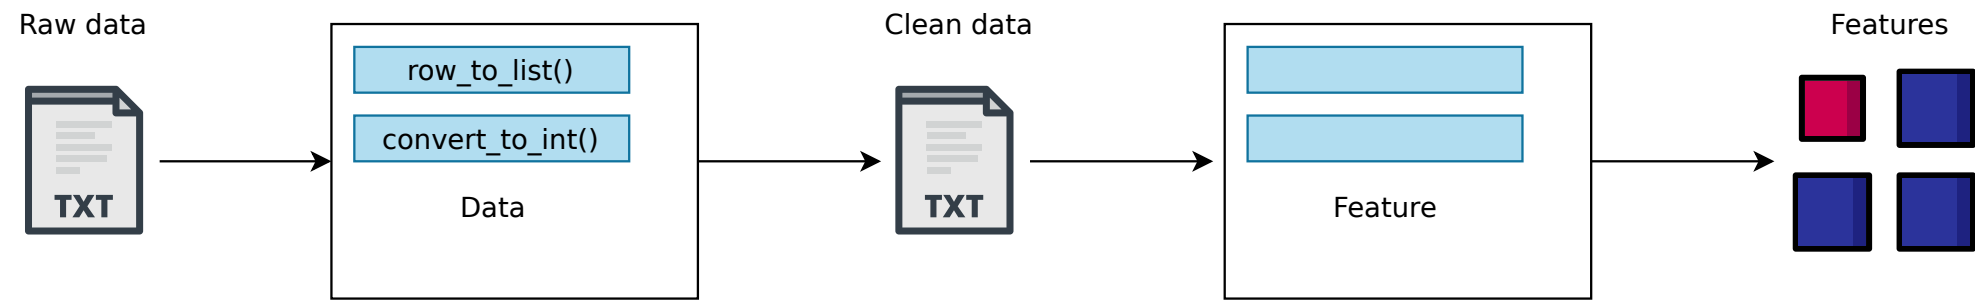 Raw data
row_to_list()
convert_to_int()
Data
TXT
Clean data
TXT
Feature
Features